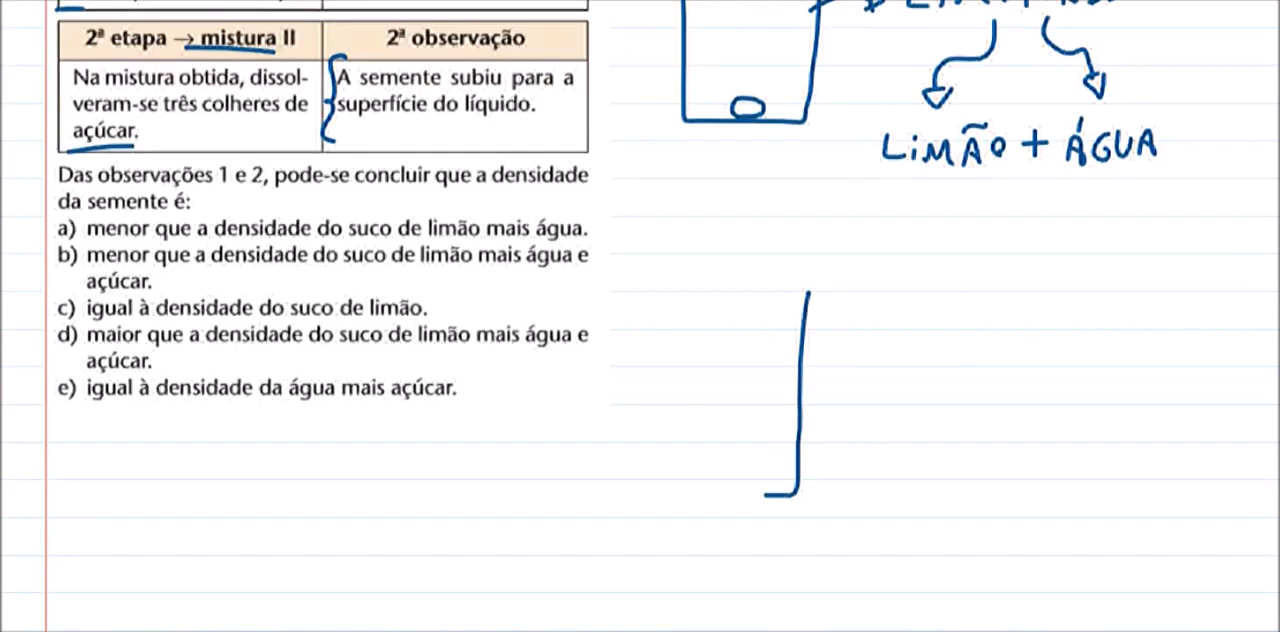 2ª etapa → mistura II
2ª observação
Na mistura obtida, dissol-
veram-se três colheres de
açúcar.
A semente subiu para a
superfície do líquido.
Das observações 1 e 2, pode-se concluir que a densidade
da semente é:
a) menor que a densidade do suco de limão mais água.
b) menor que a densidade do suco de limão mais água e
açúcar.
c) igual à densidade do suco de limão.
d) maior que a densidade do suco de limão mais água e
açúcar.
e) igual à densidade da água mais açúcar.
LIMÃO + ÁGUA